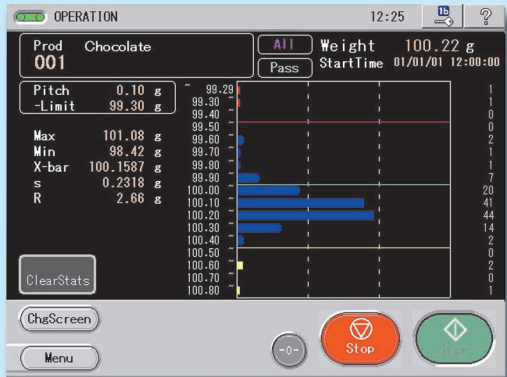 OPERATION 12:25 1b ?
Prod Chocolate All Weight 100.22 g
001 Pass StartTime 01/01/01 12:00:00
Pitch 0.10 g
-Limit 99.30 g
Max 101.08 g
Min 98.42 g
X-bar 100.1587 g
s 0.2318 g
R 2.66 g
~ 99.29 1
99.30 ~ 1
99.40 ~ 0
99.50 ~ 0
99.60 ~ 2
99.70 ~ 1
99.80 ~ 1
99.90 ~ 7
100.00 ~ 20
100.10 ~ 41
100.20 ~ 44
100.30 ~ 14
100.40 ~ 2
100.50 ~ 0
100.60 ~ 2
100.70 ~ 0
100.80 ~ 1
ClearStats
ChgScreen
Menu
-0-
Stop
Start